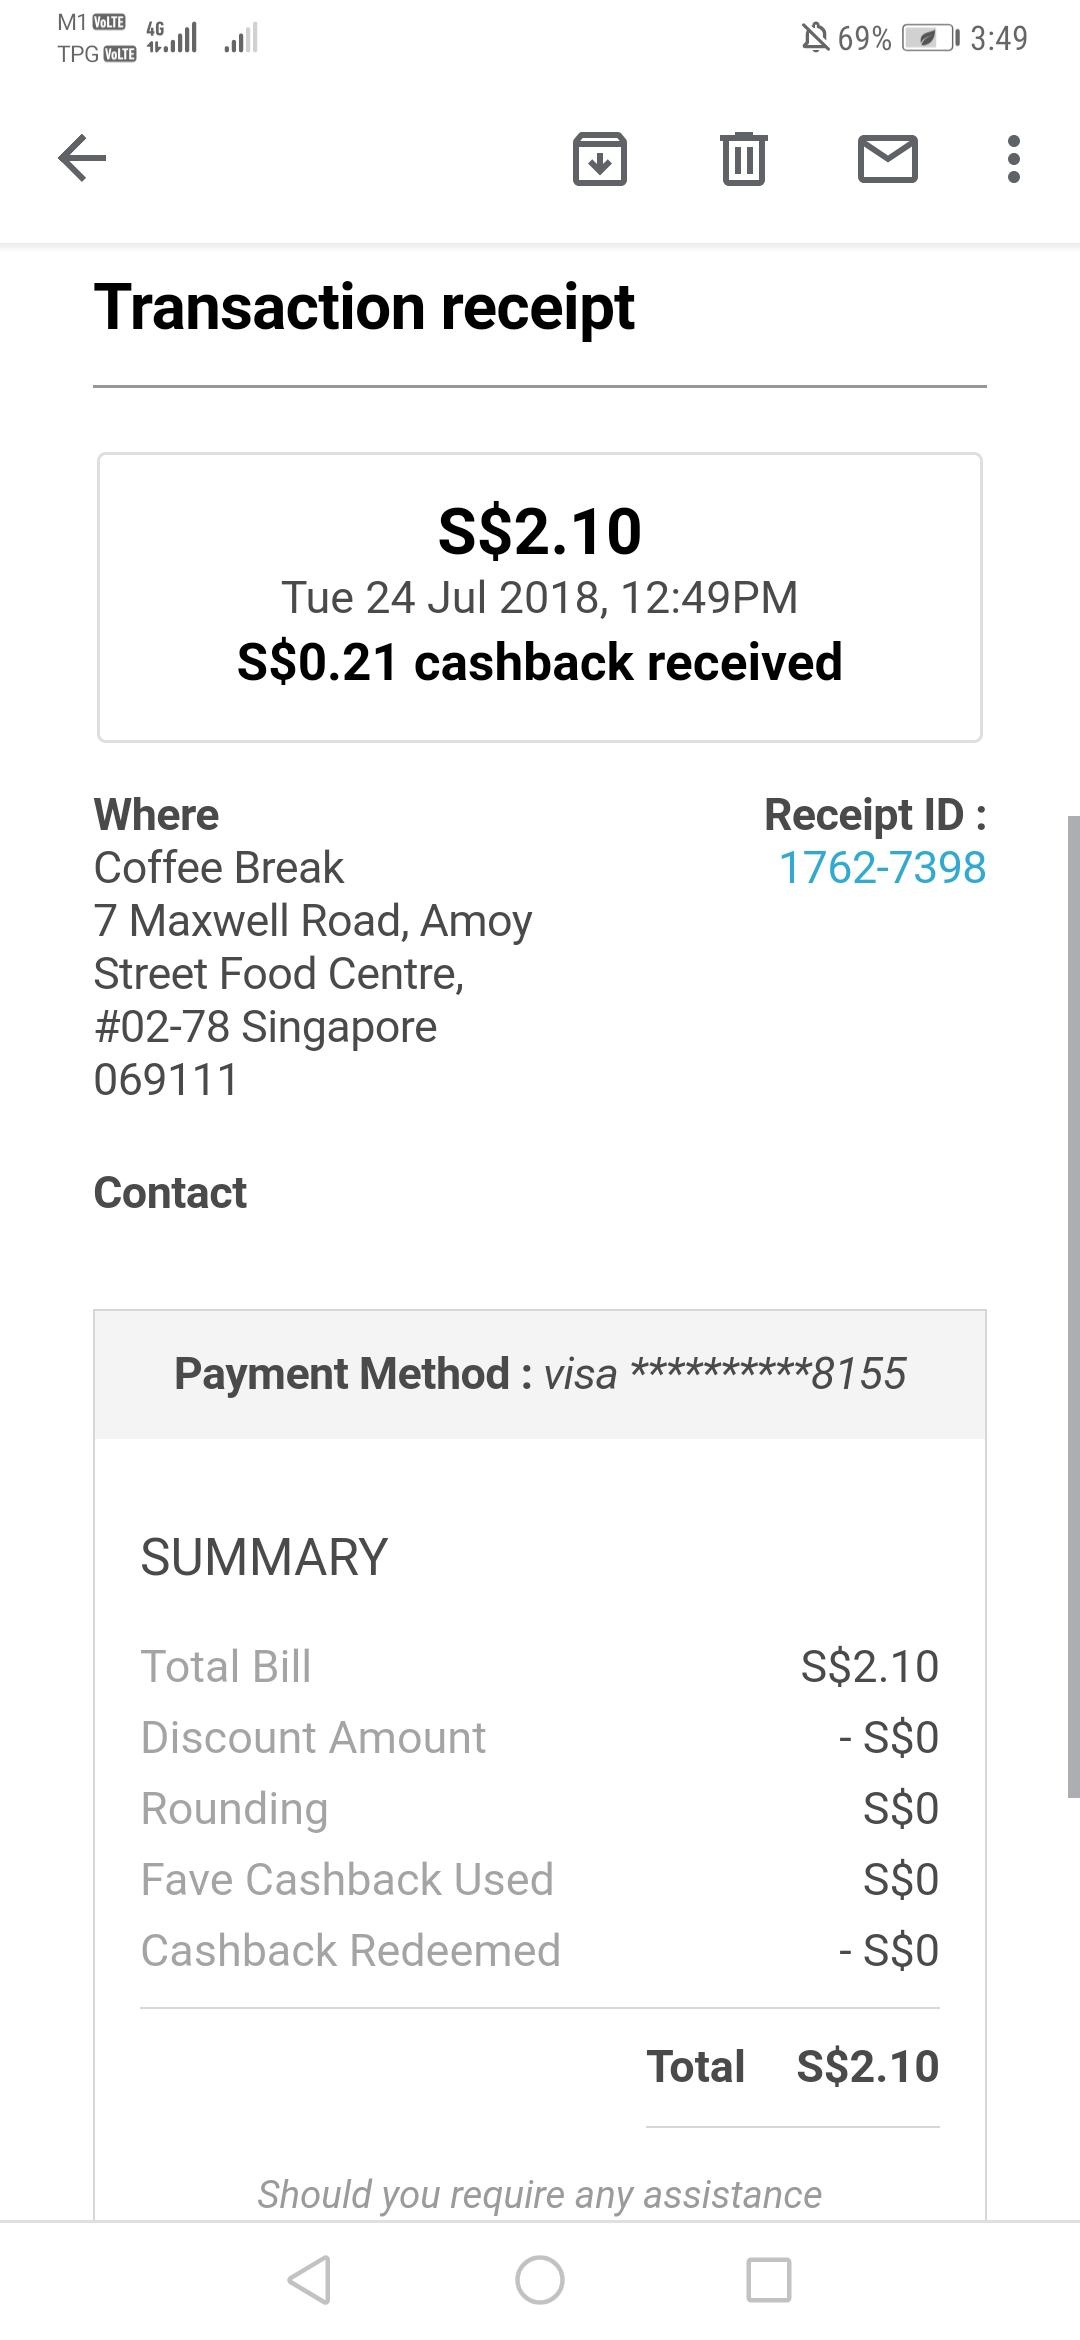 M1 VoLTE 4G 69% 3:49
TPG VoLTE
Transaction receipt
S$2.10
Tue 24 Jul 2018, 12:49PM
S$0.21 cashback received
Where
Coffee Break
7 Maxwell Road, Amoy
Street Food Centre,
#02-78 Singapore
069111
Receipt ID :
1762-7398
Contact
Payment Method : visa **********8155
SUMMARY
Total Bill S$2.10
Discount Amount - S$0
Rounding S$0
Fave Cashback Used S$0
Cashback Redeemed - S$0
Total S$2.10
Should you require any assistance